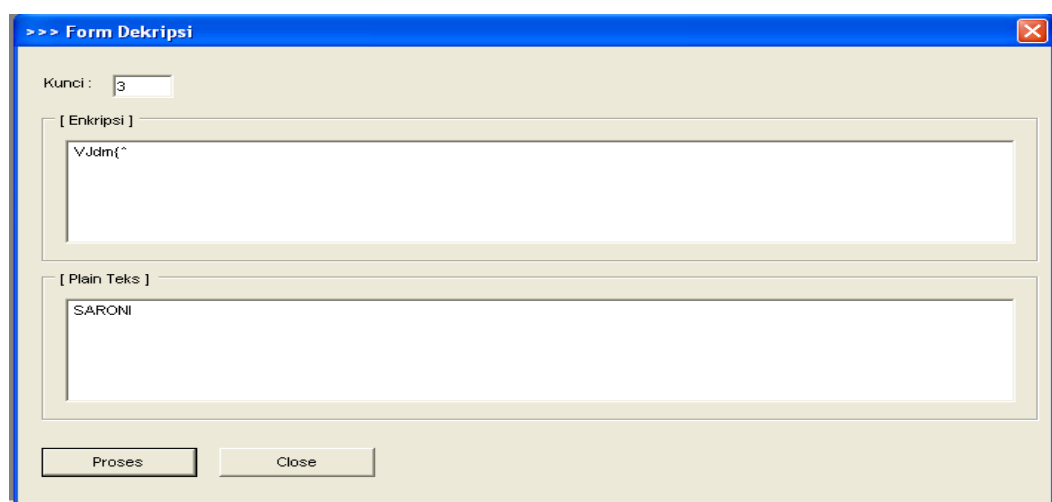 >>> Form Dekripsi
Kunci : 3
[ Enkripsi ]
VJdm{^
[ Plain Teks ]
SARONI
Proses Close